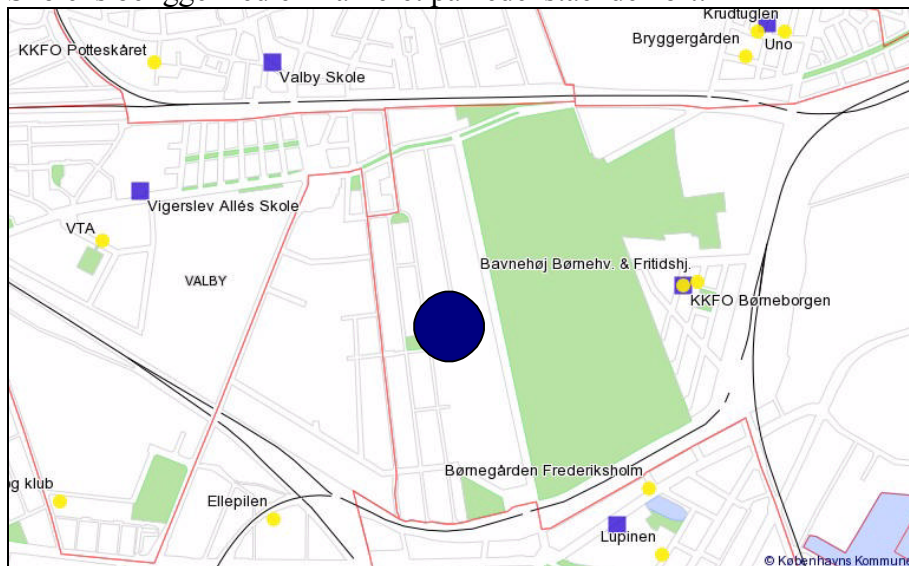 Krudtuglen
KKFO Potteskåret
Bryggergården
Uno
Valby Skole
Vigerslev Allés Skole
VTA
Bavnehøj Børnehv. & Fritidshj.
VALBY
KKFO Børneborgen
Børnegården Frederiksholm
og klub
Ellepilen
Lupinen
© Københavns Kommune